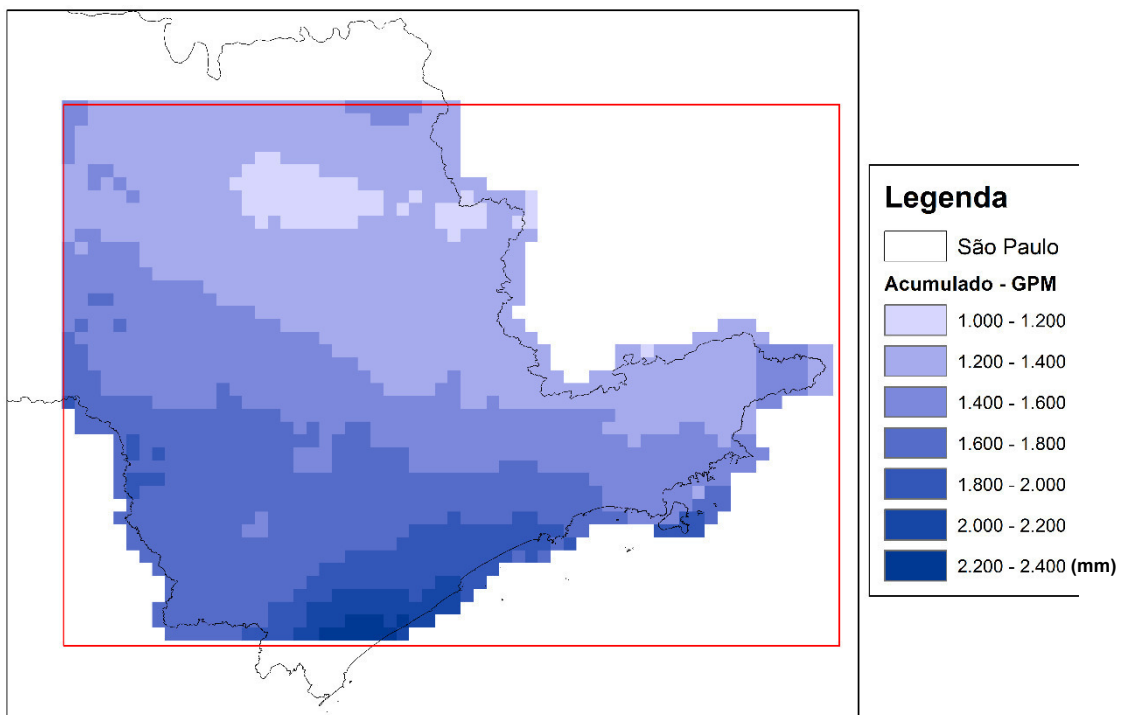 Legenda
São Paulo
Acumulado - GPM
1.000 - 1.200
1.200 - 1.400
1.400 - 1.600
1.600 - 1.800
1.800 - 2.000
2.000 - 2.200
2.200 - 2.400 (mm)